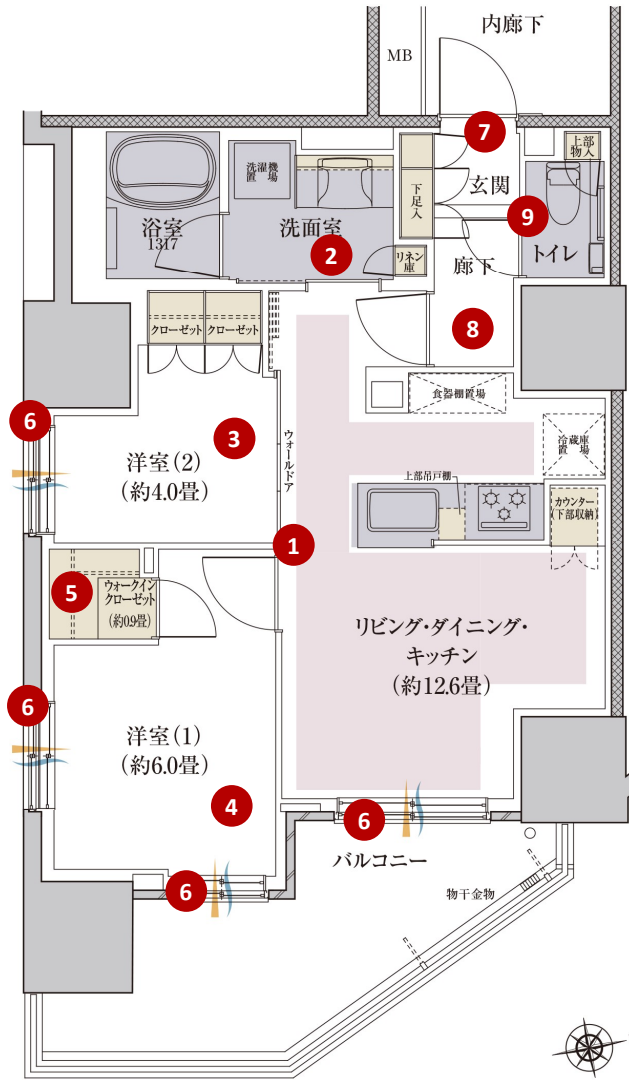 内廊下
MB
7
上部
物入
玄関
洗濯機
置場
下足入
浴室
1317
洗面室
9
トイレ
2
リネン
庫
廊下
8
クローゼット
クローゼット
食器棚置場
6
3
ウォールドア
冷蔵庫
置場
洋室(2)
(約4.0畳)
上部吊戸棚
カウンター
(下部収納)
1
5
ウォークイン
クローゼット
(約0.9畳)
リビング・ダイニング・
キッチン
(約12.6畳)
6
洋室(1)
(約6.0畳)
4
6
バルコニー
6
物干金物